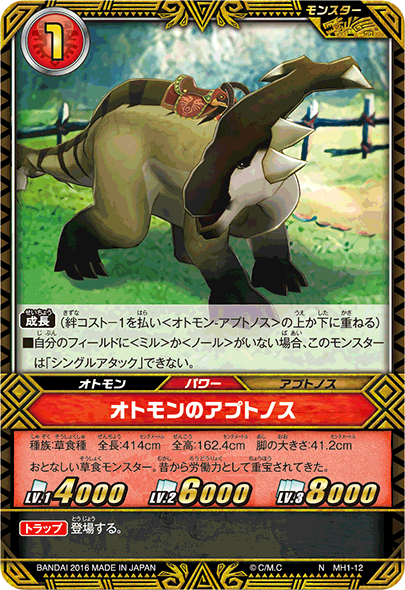 1
モンスター
成長 (絆コスト-1を払い<オトモン-アプトノス>の上か下に重ねる)
■自分のフィールドに<ミル>か<ノール>がいない場合、このモンスター
は「シングルアタック」できない。
オトモン パワー アプトノス
オトモンのアプトノス
種族:草食種 全長:414cm 全高:162.4cm 脚の大きさ:41.2cm
おとなしい草食モンスター。昔から労働力として重宝されてきた。
LV.1 4000 LV.2 6000 LV.3 8000
トラップ 登場する。
BANDAI 2016 MADE IN JAPAN ©C/M.C N MH1-12